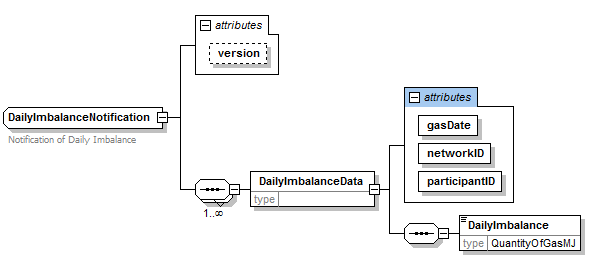 attributes
version
DailyImbalanceNotification
Notification of Daily Imbalance
1..∞
DailyImbalanceData
type
attributes
gasDate
networkID
participantID
DailyImbalance
type QuantityOfGasMJ